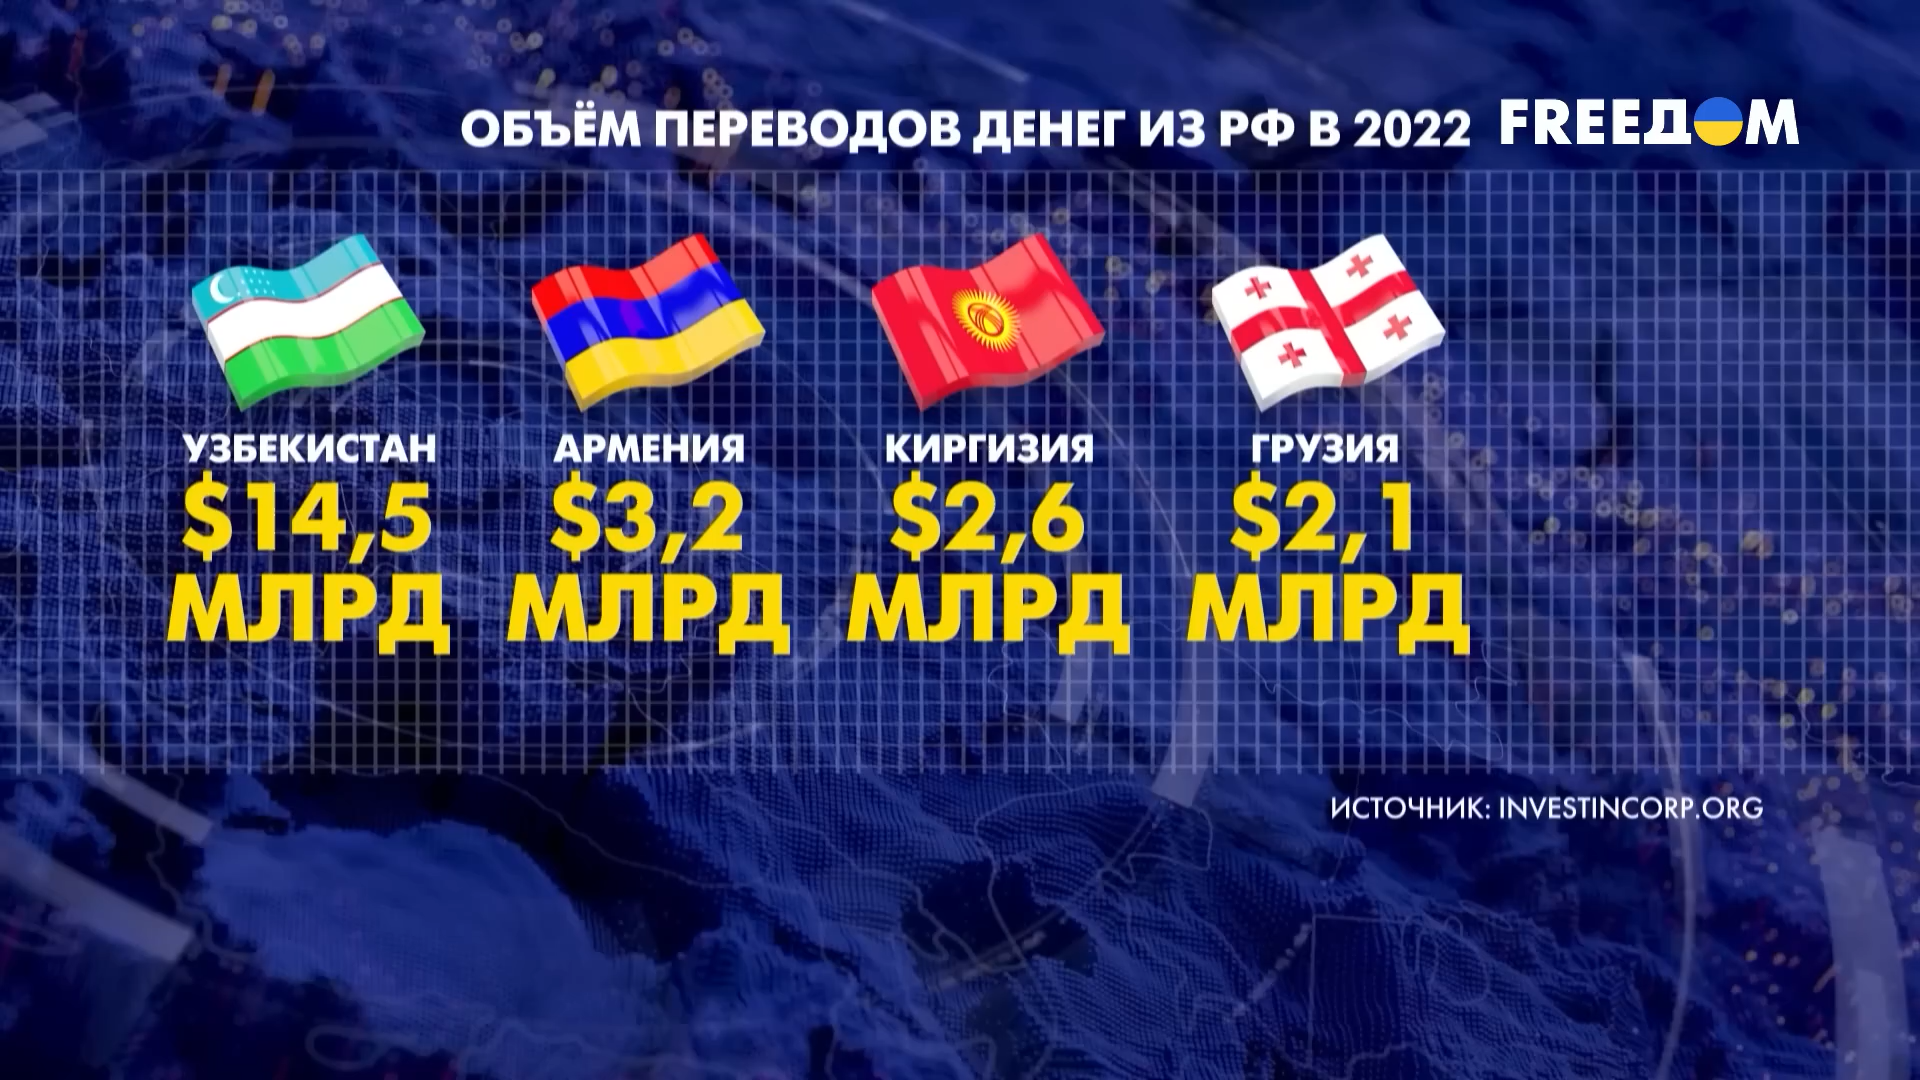 ОБЪЁМ ПЕРЕВОДОВ ДЕНЕГ ИЗ РФ В 2022
FREEДOM
УЗБЕКИСТАН
$14,5
МЛРД
АРМЕНИЯ
$3,2
МЛРД
КИРГИЗИЯ
$2,6
МЛРД
ГРУЗИЯ
$2,1
МЛРД
ИСТОЧНИК: INVESTINCORP.ORG